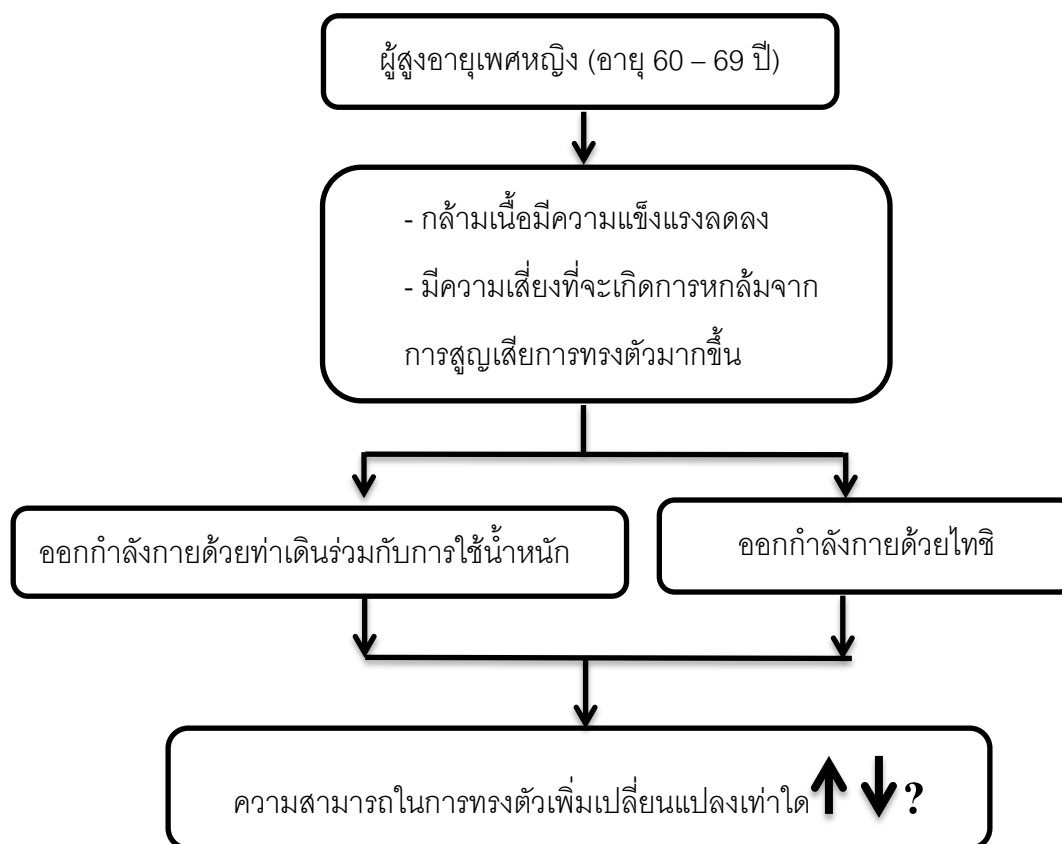 ผู้สูงอายุเพศหญิง (อายุ 60 – 69 ปี)
- กล้ามเนื้อมีความแข็งแรงลดลง
- มีความเสี่ยงที่จะเกิดการหกล้มจาก
การสูญเสียการทรงตัวมากขึ้น
ออกกำลังกายด้วยท่าเดินร่วมกับการใช้น้ำหนัก
ออกกำลังกายด้วยไทชิ
ความสามารถในการทรงตัวเพิ่มเปลี่ยนแปลงเท่าใด ?